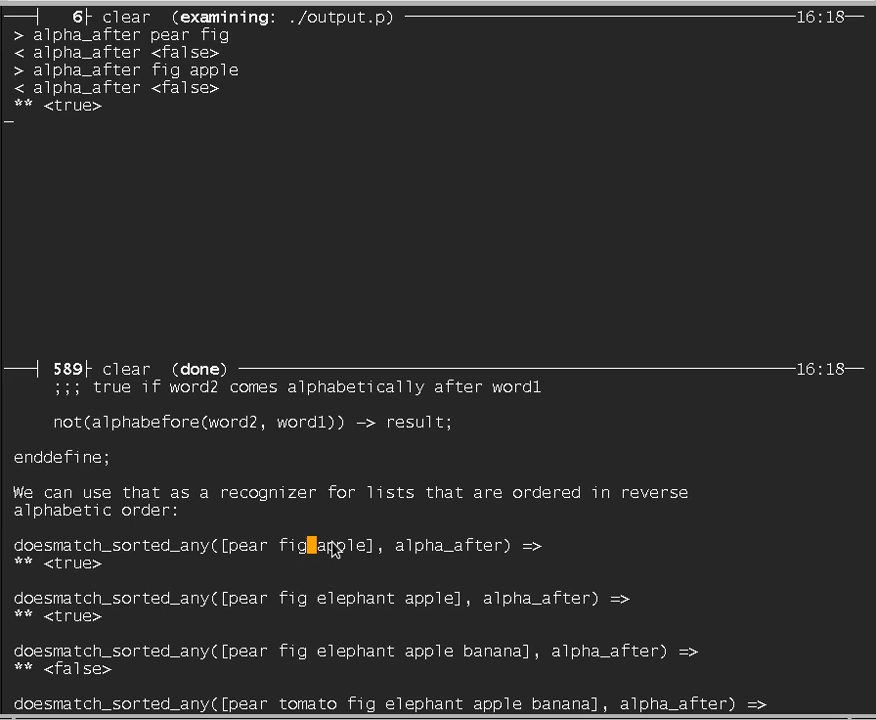 6 clear (examining: ./output.p) 16:18
> alpha_after pear fig
< alpha_after <false>
> alpha_after fig apple
< alpha_after <false>
** <true>
589 clear (done) 16:18
;;; true if word2 comes alphabetically after word1
not(alphabefore(word2, word1)) -> result;
enddefine;
We can use that as a recognizer for lists that are ordered in reverse
alphabetic order:
doesmatch_sorted_any([pear fig apple], alpha_after) =>
** <true>
doesmatch_sorted_any([pear fig elephant apple], alpha_after) =>
** <true>
doesmatch_sorted_any([pear fig elephant apple banana], alpha_after) =>
** <false>
doesmatch_sorted_any([pear tomato fig elephant apple banana], alpha_after) =>